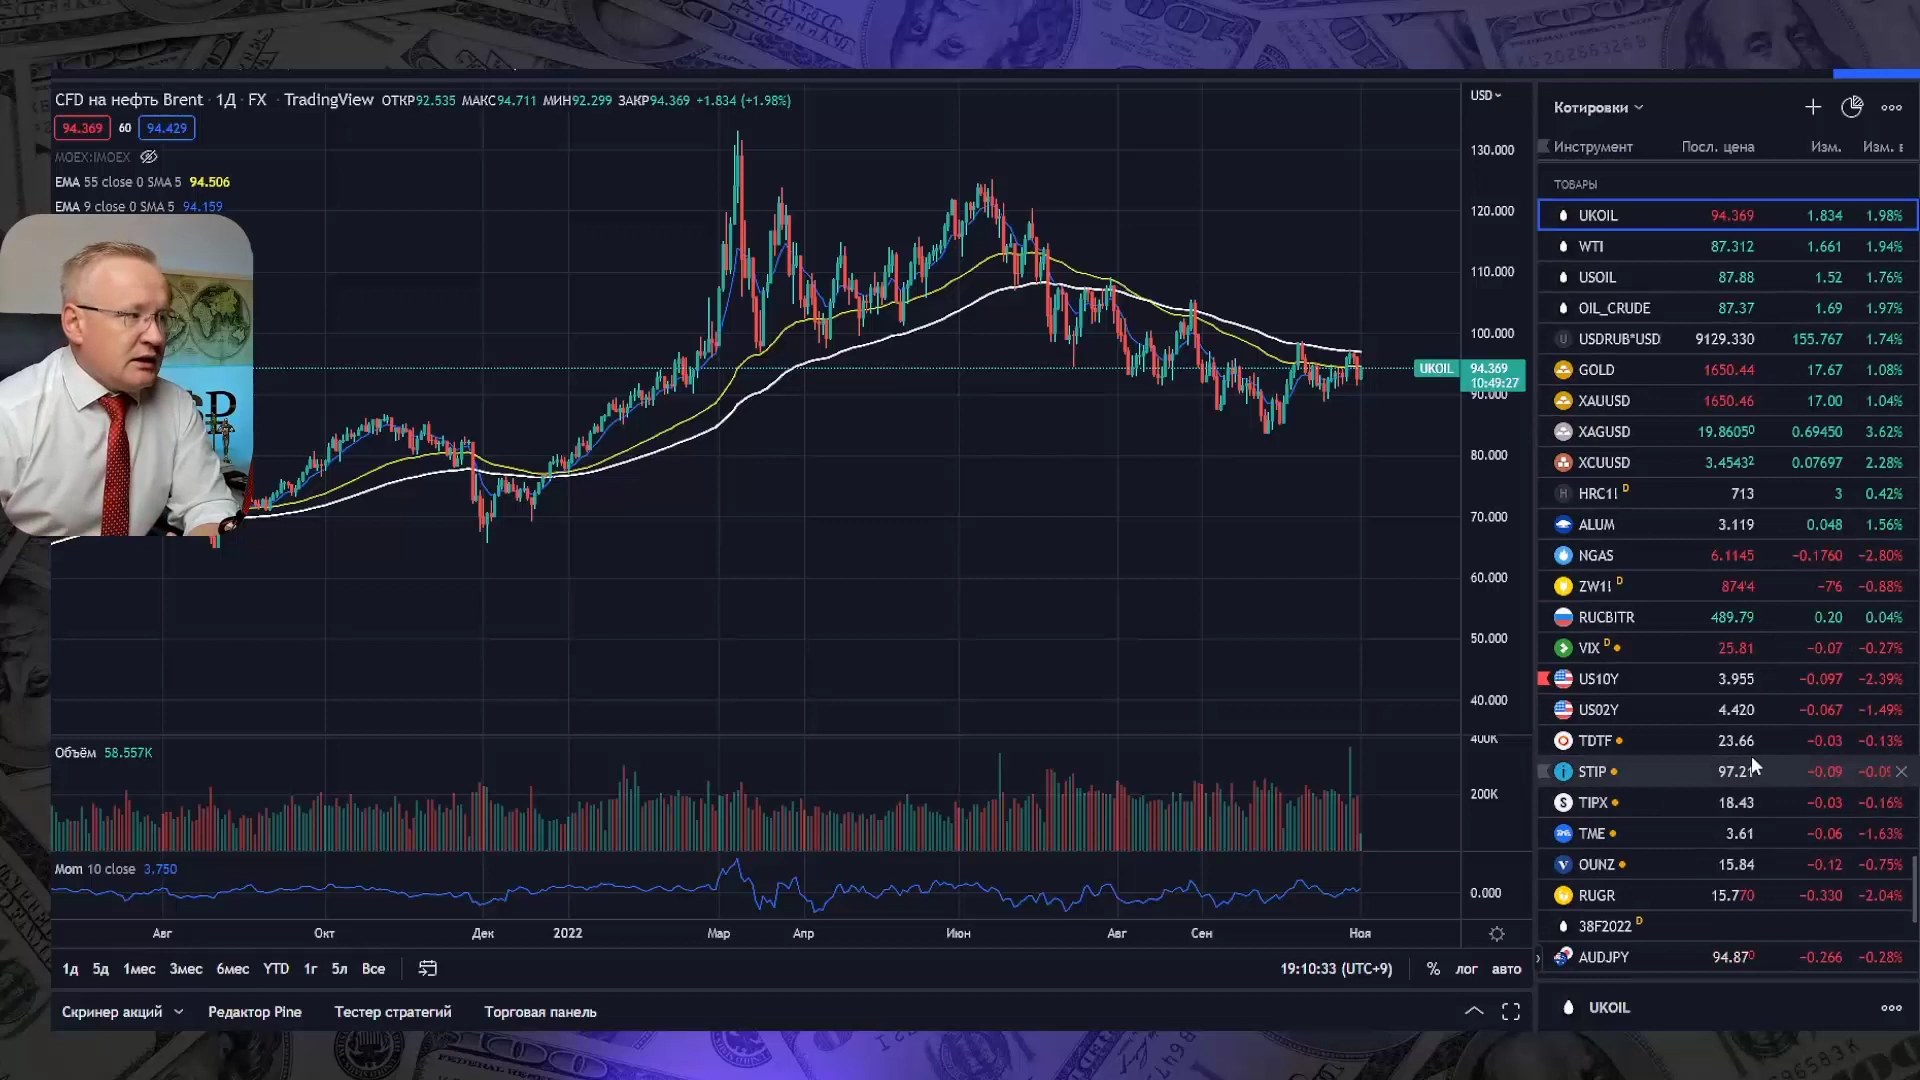 CFD на нефть Brent · 1Д · FX · TradingView ОТКР92.535 МАКС94.711 МИН92.299 ЗАКР94.369 +1.834 (+1.98%)
94.369 60 94.429
MOEX:IMOEX
EMA 55 close 0 SMA 5 94.506
EMA 9 close 0 SMA 5 94.159
USD
130.000
120.000
110.000
100.000
UKOIL 94.369
10:49:27
90.000
80.000
70.000
60.000
50.000
40.000
Объём 58.557K
400K
200K
Mom 10 close 3.750
0.000
Авг Окт Дек 2022 Мар Апр Июн Авг Сен Ноя
1д 5д 1мес 3мес 6мес YTD 1г 5л Все 19:10:33 (UTC+9) % лог авто
Скринер акций Редактор Pine Тестер стратегий Торговая панель
Котировки
Инструмент Посл. цена Изм. Изм. в
ТОВАРЫ
UKOIL 94.369 1.834 1.98%
WTI 87.312 1.661 1.94%
USOIL 87.88 1.52 1.76%
OIL_CRUDE 87.37 1.69 1.97%
USDRUB*USD 9129.330 155.767 1.74%
GOLD 1650.44 17.67 1.08%
XAUUSD 1650.46 17.00 1.04%
XAGUSD 19.8605⁰ 0.69450 3.62%
XCUUSD 3.4543² 0.07697 2.28%
HRC1! D 713 3 0.42%
ALUM 3.119 0.048 1.56%
NGAS 6.1145 -0.1760 -2.80%
ZW1! D 874'4 -7'6 -0.88%
RUCBITR 489.79 0.20 0.04%
VIX D 25.81 -0.07 -0.27%
US10Y 3.955 -0.097 -2.39%
US02Y 4.420 -0.067 -1.49%
TDTF 23.66 -0.03 -0.13%
STIP 97.21 -0.09 -0.09
TIPX 18.43 -0.03 -0.16%
TME 3.61 -0.06 -1.63%
OUNZ 15.84 -0.12 -0.75%
RUGR 15.770 -0.330 -2.04%
38F2022 D
AUDJPY 94.87⁰ -0.266 -0.28%
UKOIL